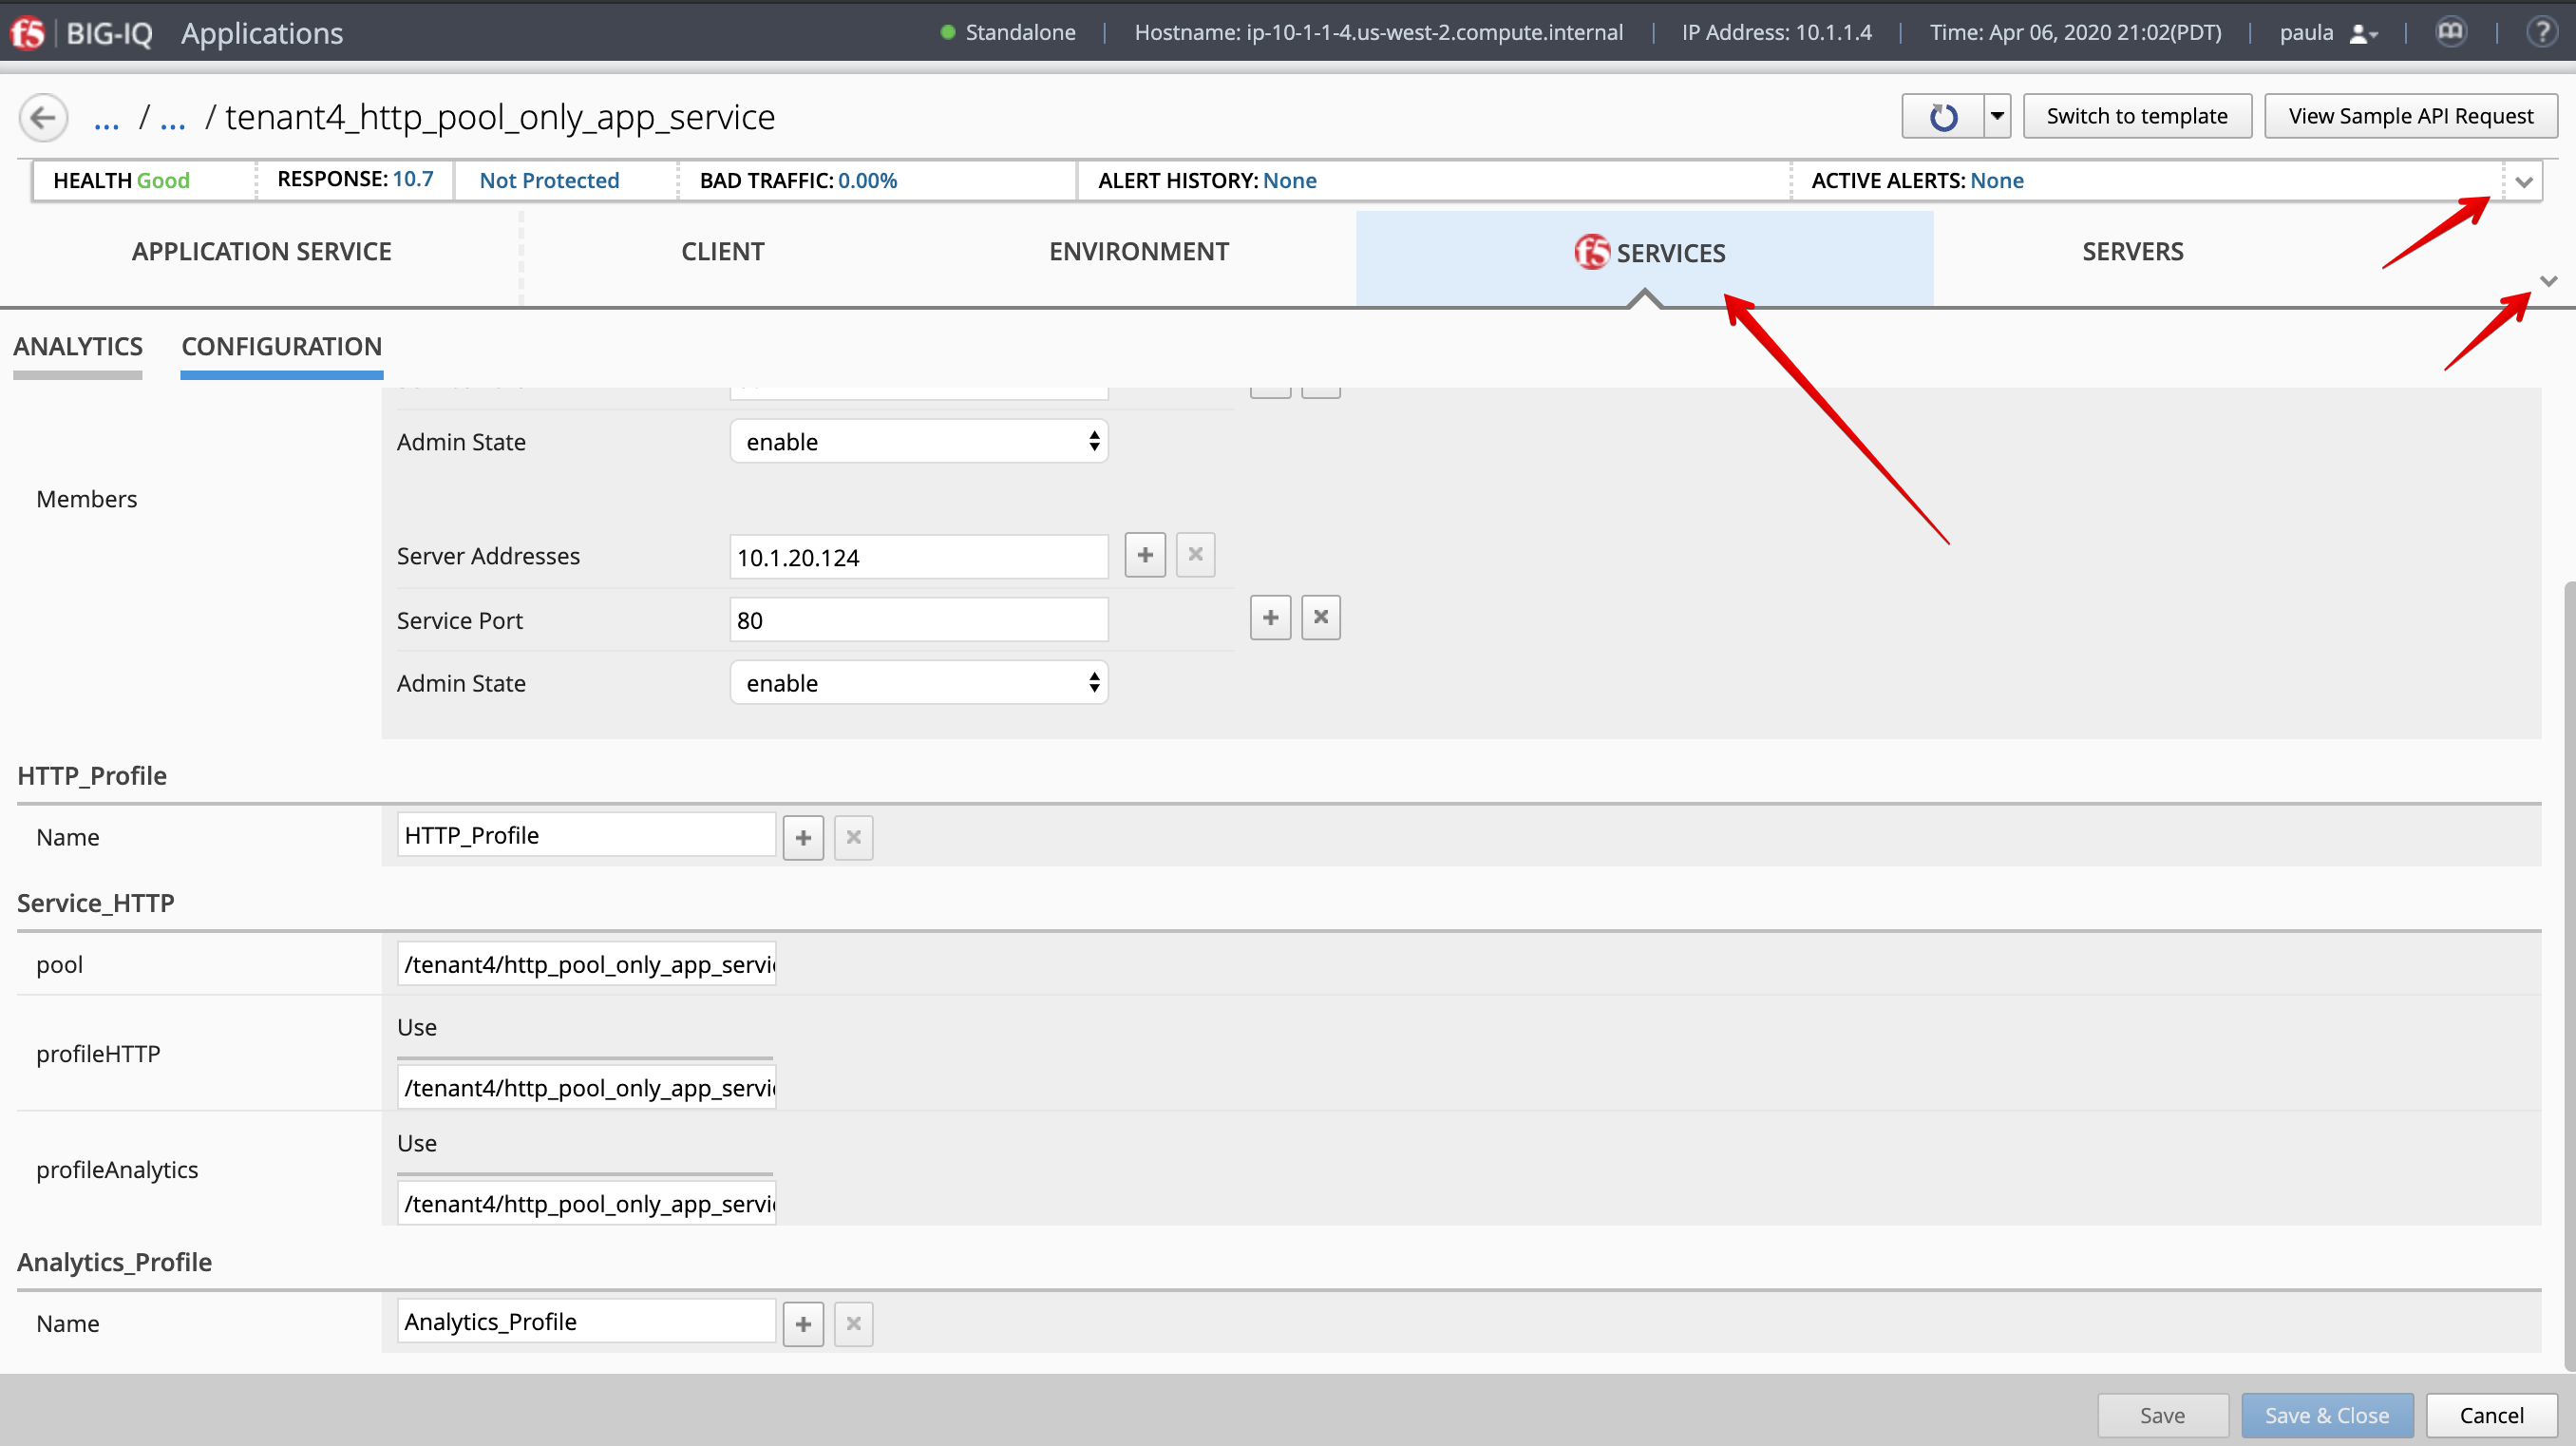 f5 BIG-IQ Applications Standalone Hostname: ip-10-1-1-4.us-west-2.compute.internal IP Address: 10.1.1.4 Time: Apr 06, 2020 21:02(PDT) paula ?
... / ... / tenant4_http_pool_only_app_service Switch to template View Sample API Request
HEALTH Good RESPONSE: 10.7 Not Protected BAD TRAFFIC: 0.00% ALERT HISTORY: None ACTIVE ALERTS: None
APPLICATION SERVICE CLIENT ENVIRONMENT f5 SERVICES SERVERS
ANALYTICS CONFIGURATION
Admin State enable
Members
Server Addresses 10.1.20.124
Service Port 80
Admin State enable
HTTP_Profile
Name HTTP_Profile
Service_HTTP
pool /tenant4/http_pool_only_app_servi
Use
profileHTTP
/tenant4/http_pool_only_app_servi
Use
profileAnalytics
/tenant4/http_pool_only_app_servi
Analytics_Profile
Name Analytics_Profile
Save Save & Close Cancel